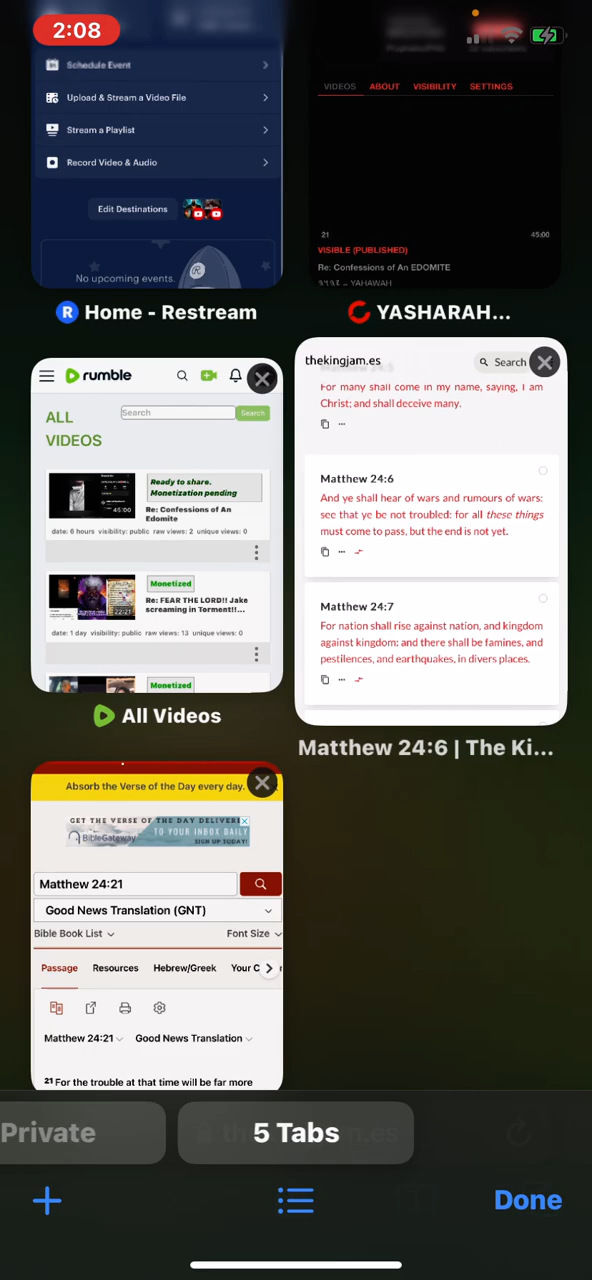 2:08
Schedule Event
Upload & Stream a Video File
Stream a Playlist
Record Video & Audio
Edit Destinations
No upcoming events.
R Home - Restream
VIDEOS ABOUT VISIBILITY SETTINGS
21 45:00
VISIBLE (PUBLISHED)
Re: Confessions of An EDOMITE
YAHAWAH
YASHARAH...
rumble
ALL
VIDEOS
Search Search
45:00
Ready to share.
Monetization pending
Re: Confessions of An
Edomite
date: 6 hours visibility: public raw views: 2 unique views: 0
22:21
Monetized
Re: FEAR THE LORD!! Jake
screaming in Torment!!...
date: 1 day visibility: public raw views: 13 unique views: 0
Monetized
All Videos
thekingjam.es Search
Matthew 24:5
For many shall come in my name, saying, I am
Christ; and shall deceive many.
Matthew 24:6
And ye shall hear of wars and rumours of wars:
see that ye be not troubled: for all these things
must come to pass, but the end is not yet.
Matthew 24:7
For nation shall rise against nation, and kingdom
against kingdom: and there shall be famines, and
pestilences, and earthquakes, in divers places.
Matthew 24:6 | The Ki...
Absorb the Verse of the Day every day.
GET THE VERSE OF THE DAY DELIVERE
TO YOUR INBOX DAILY
BibleGateway SIGN UP TODAY!
Matthew 24:21
Good News Translation (GNT)
Bible Book List Font Size
Passage Resources Hebrew/Greek Your C
Matthew 24:21 Good News Translation
21 For the trouble at that time will be far more
Private
5 Tabs
Done